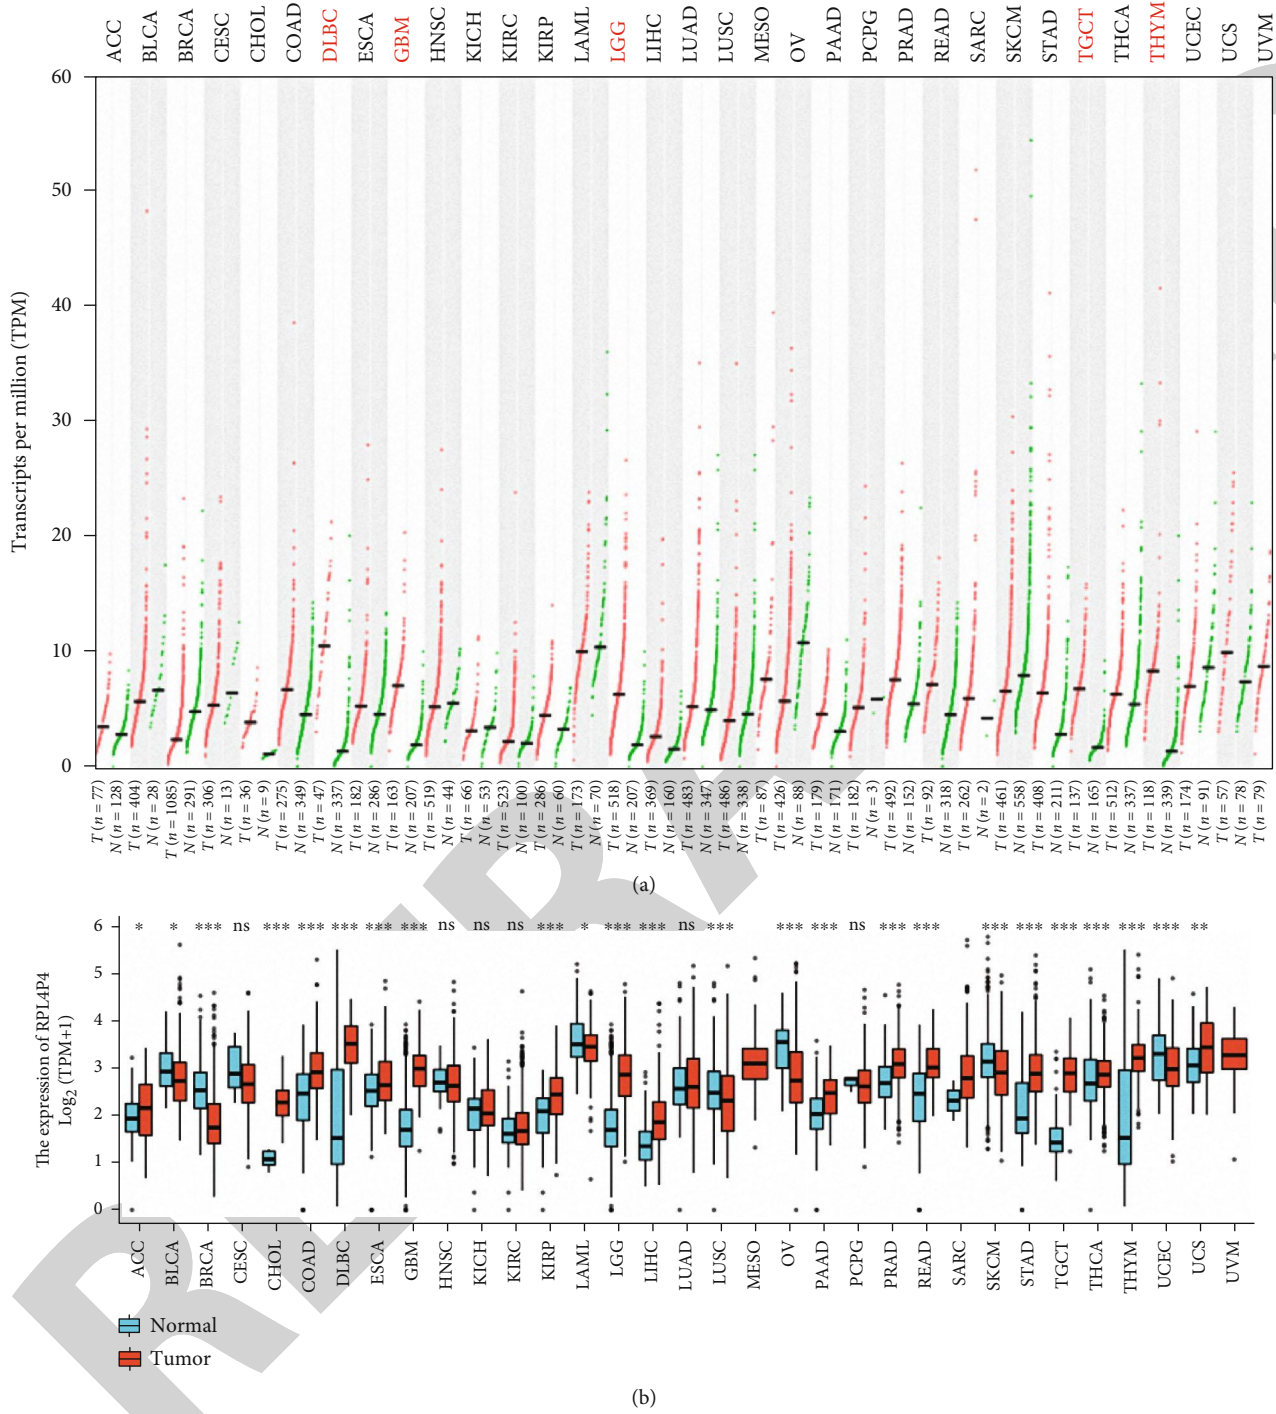 ACC BLCA BRCA CESC CHOL COAD DLBC ESCA GBM HNSC KICH KIRC KIRP LAML LGG LIHC LUAD LUSC MESO OV PAAD PCPG PRAD READ SARC SKCM STAD TGCT THCA THYM UCEC UCS UVM
Transcripts per million (TPM)
60
50
40
30
20
10
0
T (n = 77)
N (n = 128)
T (n = 404)
N (n = 28)
T (n = 1085)
N (n = 291)
T (n = 306)
N (n = 13)
T (n = 36)
N (n = 9)
T (n = 275)
N (n = 349)
T (n = 47)
N (n = 337)
T (n = 182)
N (n = 286)
T (n = 163)
N (n = 207)
T (n = 519)
N (n = 44)
T (n = 66)
N (n = 53)
T (n = 523)
N (n = 100)
T (n = 286)
N (n = 60)
T (n = 173)
N (n = 70)
T (n = 518)
N (n = 207)
T (n = 369)
N (n = 160)
T (n = 483)
N (n = 347)
T (n = 486)
N (n = 338)
T (n = 87)
T (n = 426)
N (n = 88)
T (n = 179)
N (n = 171)
T (n = 182)
N (n = 3)
T (n = 492)
N (n = 152)
T (n = 92)
N (n = 318)
T (n = 262)
N (n = 2)
T (n = 461)
N (n = 558)
T (n = 408)
N (n = 211)
T (n = 137)
N (n = 165)
T (n = 512)
N (n = 337)
T (n = 118)
N (n = 339)
T (n = 174)
N (n = 91)
T (n = 57)
N (n = 78)
T (n = 79)
(a)
The expression of RPL4P4
Log2 (TPM+1)
6
5
4
3
2
1
0
* * *** ns *** *** *** *** *** ns ns ns *** * *** *** ns *** *** *** ns *** *** *** *** *** *** *** *** **
ACC BLCA BRCA CESC CHOL COAD DLBC ESCA GBM HNSC KICH KIRC KIRP LAML LGG LIHC LUAD LUSC MESO OV PAAD PCPG PRAD READ SARC SKCM STAD TGCT THCA THYM UCEC UCS UVM
Normal
Tumor
(b)